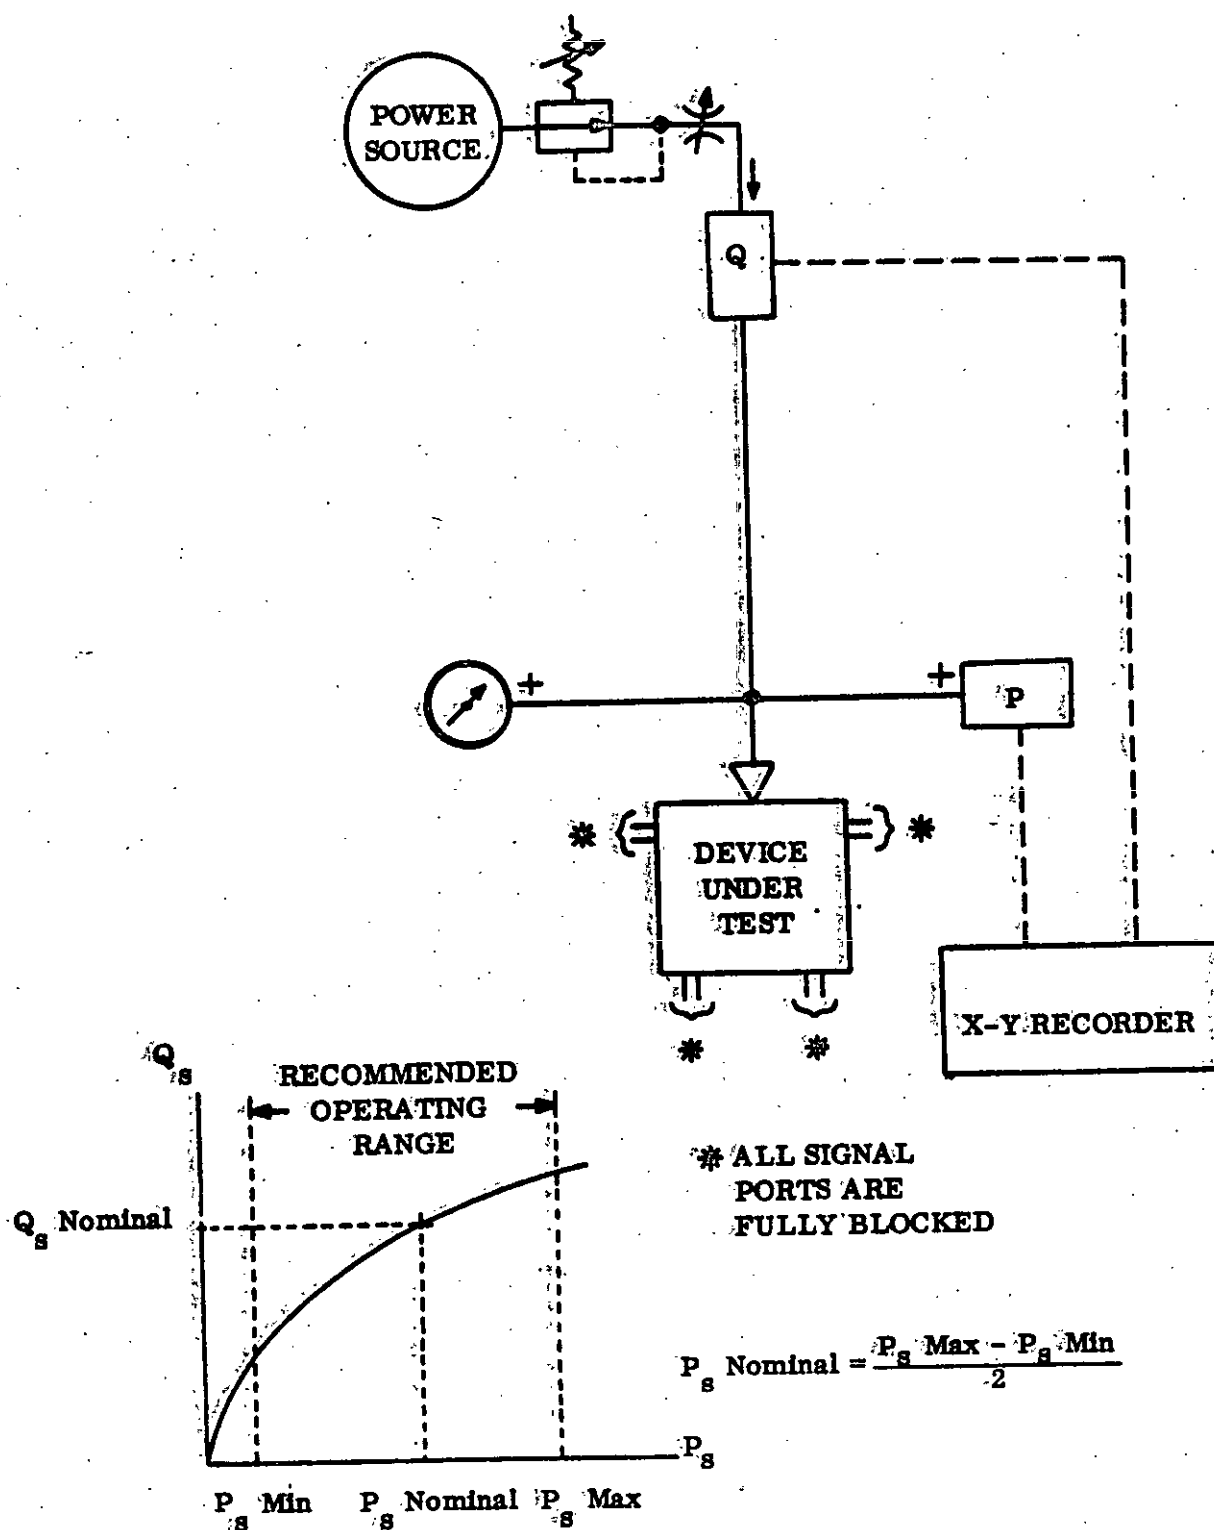 POWER
SOURCE
Q
+
+
P
* {
} *
DEVICE
UNDER
TEST
X-Y RECORDER
*
*
Qs
RECOMMENDED
OPERATING
RANGE
* ALL SIGNAL
PORTS ARE
FULLY BLOCKED
Qs Nominal
Ps Nominal = Ps Max - Ps Min
2
Ps
Ps Min
Ps Nominal
Ps Max